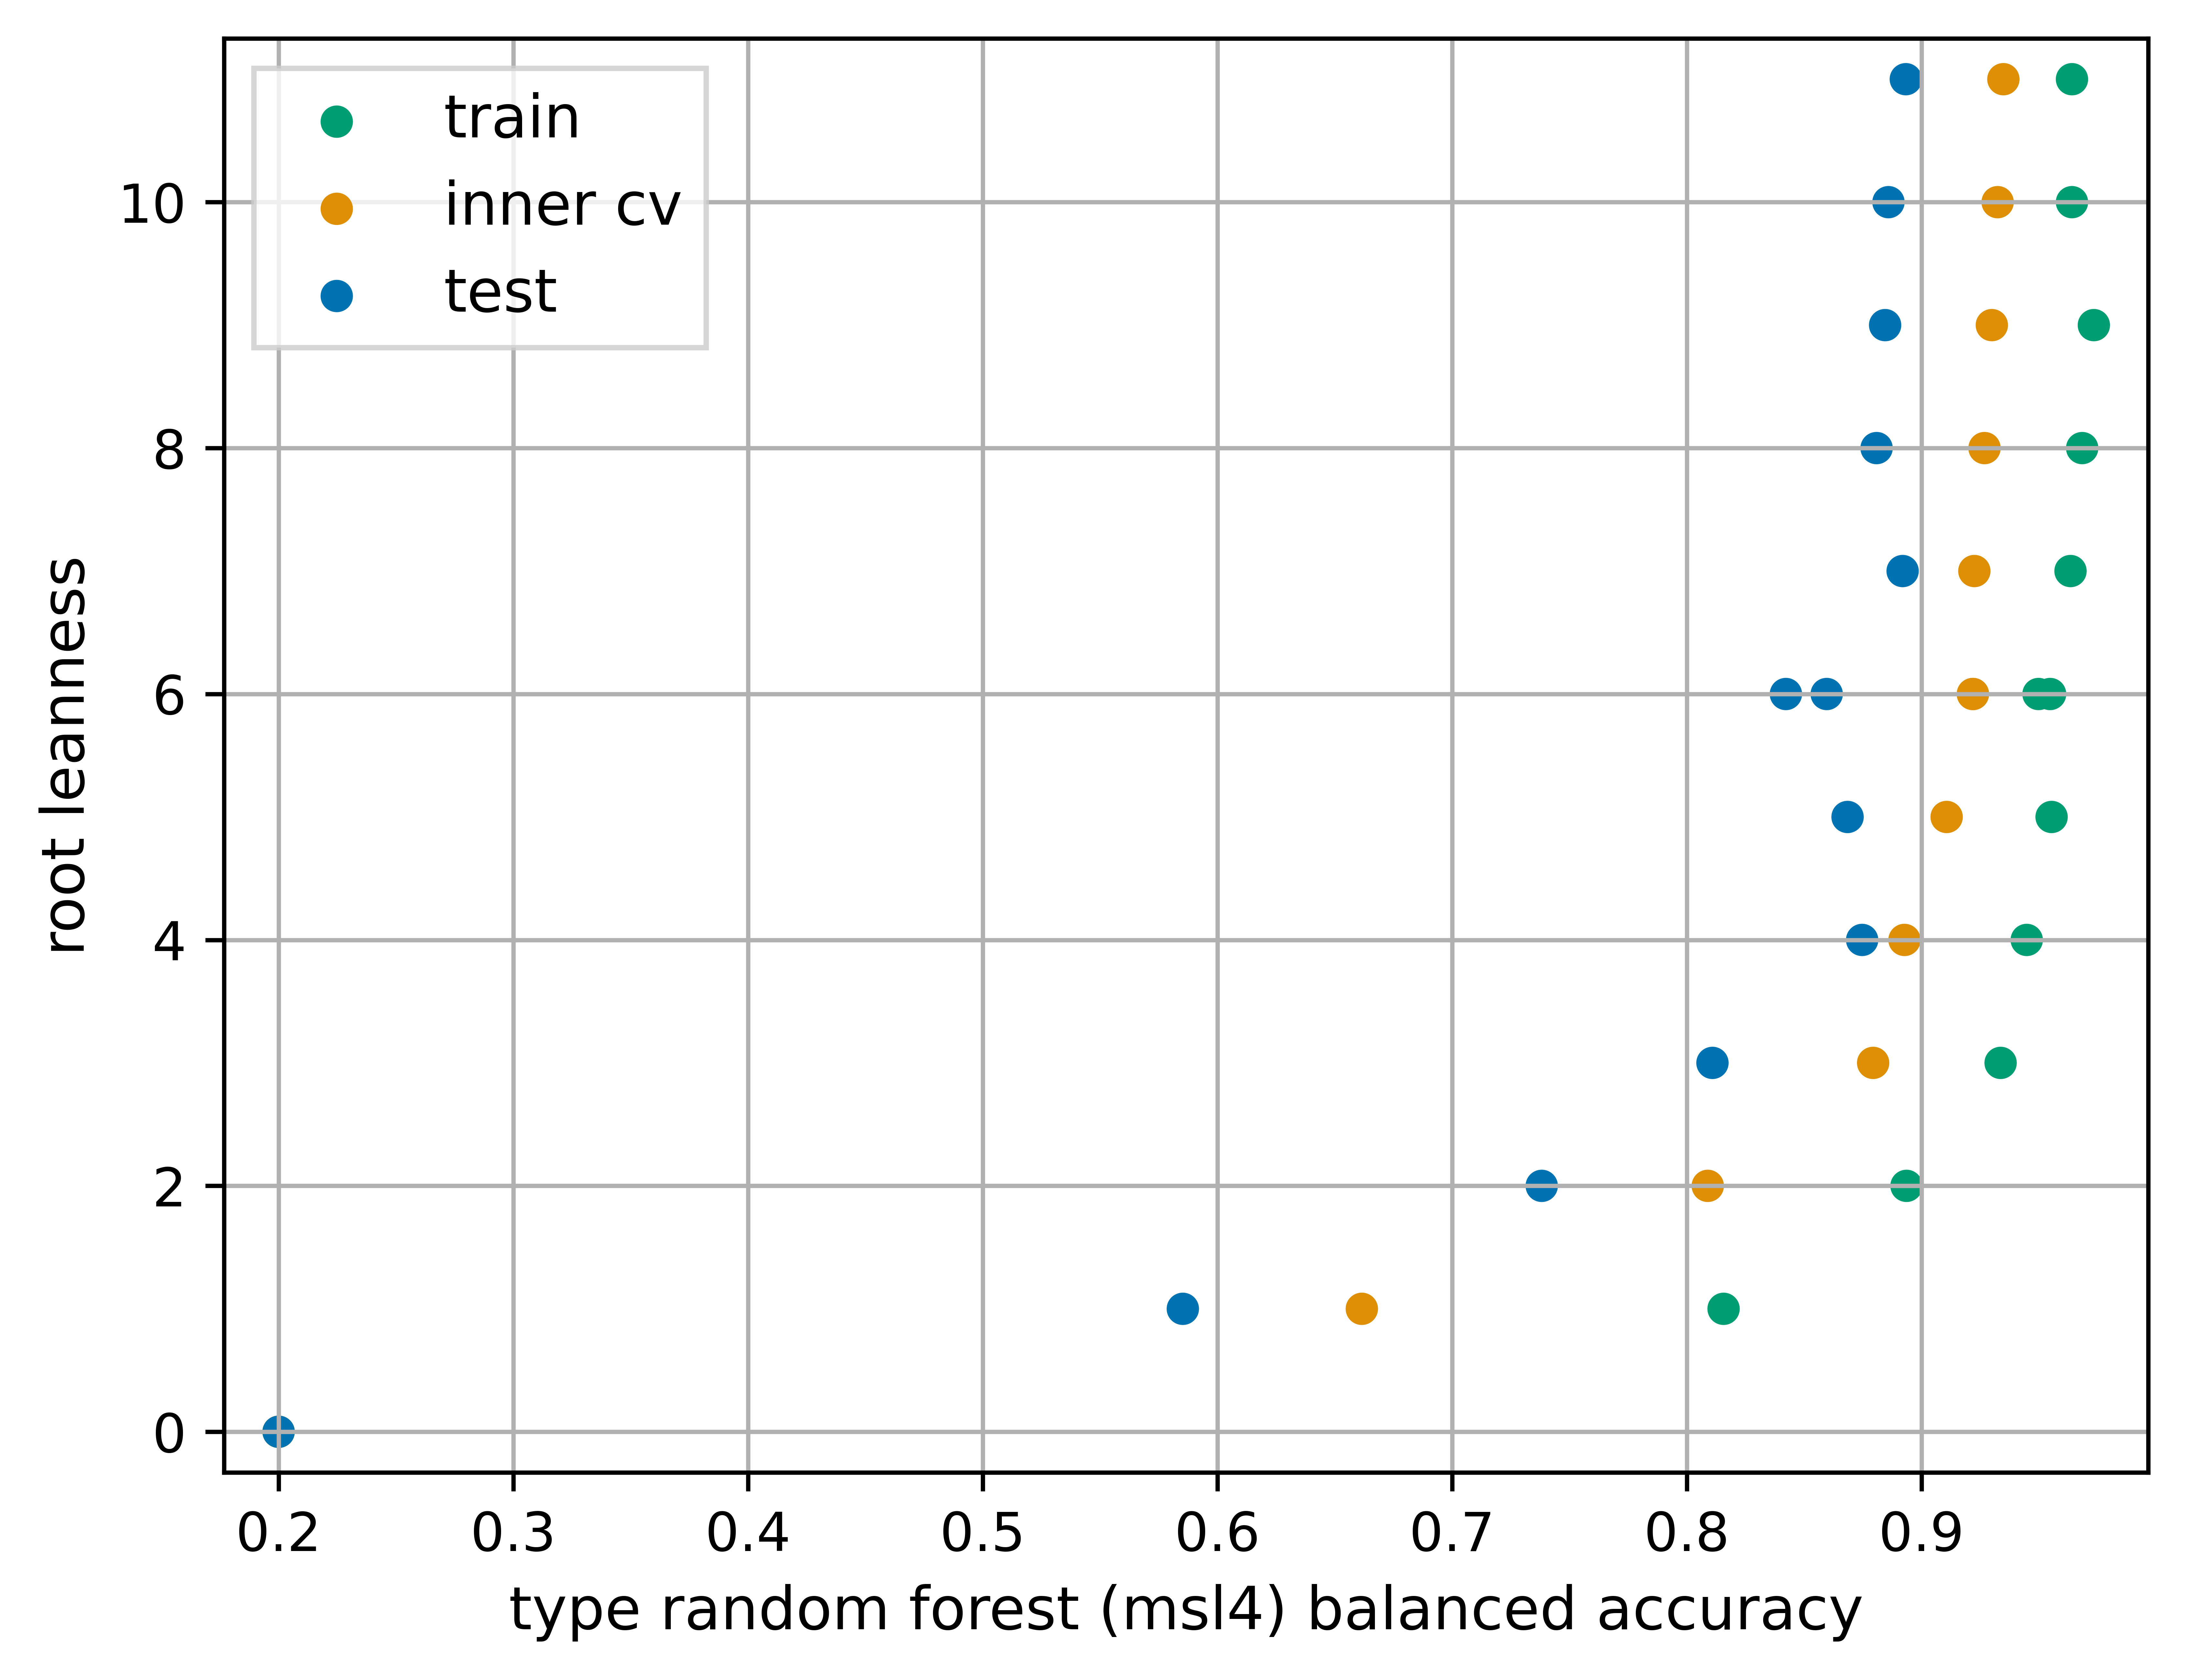 train
inner cv
test
10
8
6
4
2
0
root leanness
0.2 0.3 0.4 0.5 0.6 0.7 0.8 0.9
type random forest (msl4) balanced accuracy